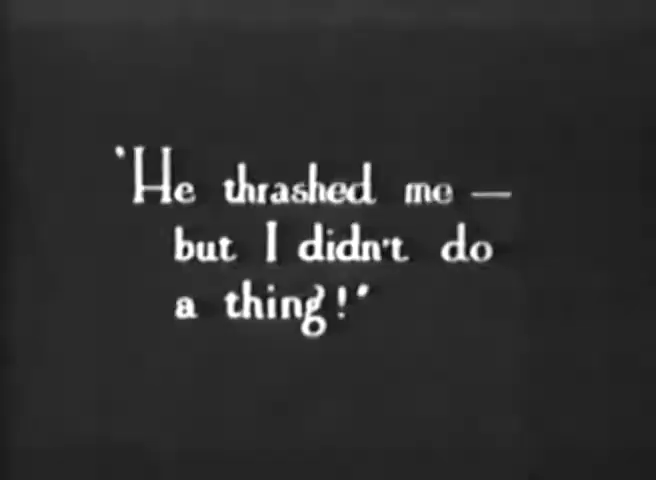 'He thrashed me —
but I didn't do
a thing!'